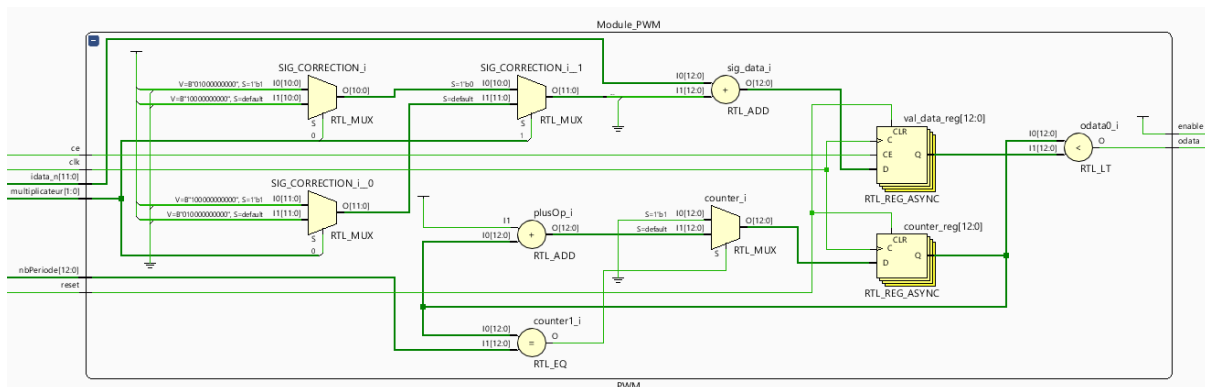 Module_PWM
SIG_CORRECTION_i
V=B"01000000000", S=1'b1 I0[10:0]
V=B"10000000000", S=default I1[10:0]
O[10:0]
S
0
RTL_MUX
SIG_CORRECTION_i__1
S=1'b0 I0[10:0]
S=default I1[11:0]
O[11:0]
S
1
RTL_MUX
sig_data_i
I0[12:0]
I1[12:0]
O[12:0]
+
RTL_ADD
val_data_reg[12:0]
CLR
C
CE
D
Q
RTL_REG_ASYNC
odata0_i
I0[12:0]
I1[12:0]
O
<
RTL_LT
enable
odata
ce
clk
idata_n[11:0]
multiplicateur[1:0]
SIG_CORRECTION_i__0
I0[11:0]
V=B"010000000000", S=default I1[11:0]
O[11:0]
S
0
RTL_MUX
plusOp_i
I1
I0[12:0]
O[12:0]
+
RTL_ADD
counter_i
S=1'b1 I0[12:0]
S=default I1[12:0]
O[12:0]
S
RTL_MUX
counter_reg[12:0]
CLR
C
D
Q
RTL_REG_ASYNC
nbPeriode[12:0]
reset
counter1_i
I0[12:0]
I1[12:0]
O
=
RTL_EQ
PWM